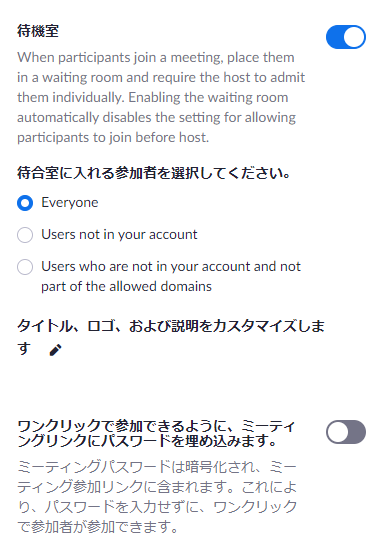 待機室
When participants join a meeting, place them
in a waiting room and require the host to admit
them individually. Enabling the waiting room
automatically disables the setting for allowing
participants to join before host.
待合室に入れる参加者を選択してください。
Everyone
Users not in your account
Users who are not in your account and not
part of the allowed domains
タイトル、ロゴ、および説明をカスタマイズしま
す
ワンクリックで参加できるように、ミーティ
ングリンクにパスワードを埋め込みます。
ミーティングパスワードは暗号化され、ミー
ティング参加リンクに含まれます。これによ
り、パスワードを入力せずに、ワンクリック
で参加者が参加できます。